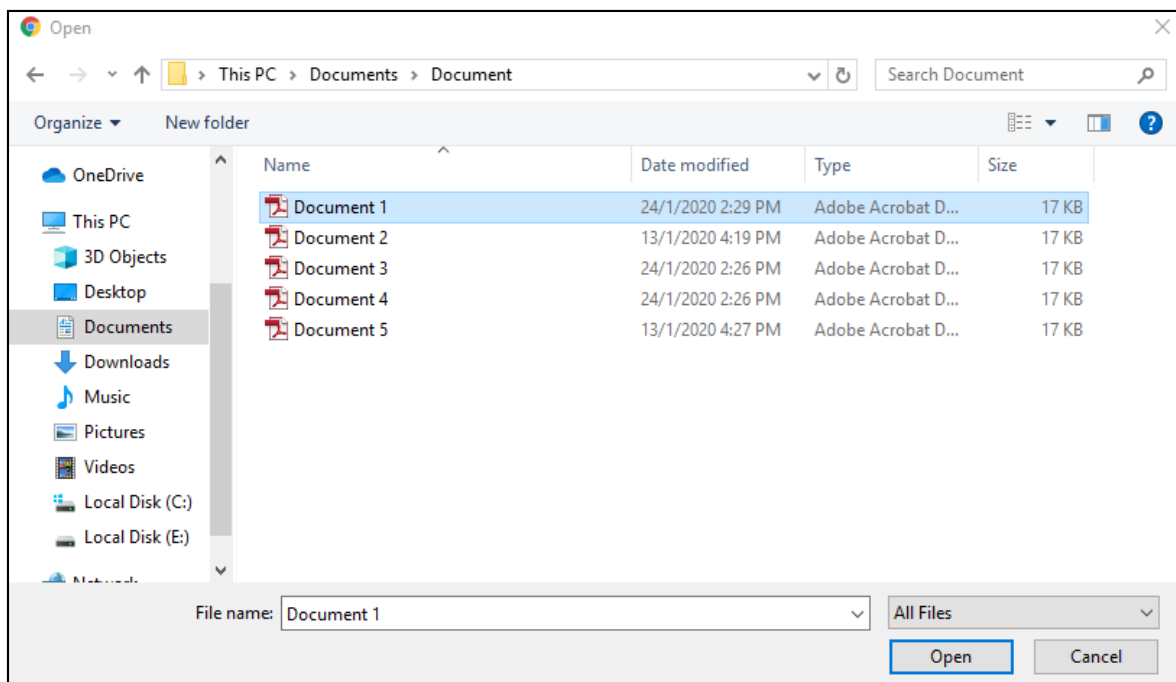 Open
This PC > Documents > Document
Search Document
Organize
New folder
Name Date modified Type Size
OneDrive
This PC
3D Objects
Desktop
Documents
Downloads
Music
Pictures
Videos
Local Disk (C:)
Local Disk (E:)
Document 1 24/1/2020 2:29 PM Adobe Acrobat D... 17 KB
Document 2 13/1/2020 4:19 PM Adobe Acrobat D... 17 KB
Document 3 24/1/2020 2:26 PM Adobe Acrobat D... 17 KB
Document 4 24/1/2020 2:26 PM Adobe Acrobat D... 17 KB
Document 5 13/1/2020 4:27 PM Adobe Acrobat D... 17 KB
File name: Document 1
All Files
Open
Cancel